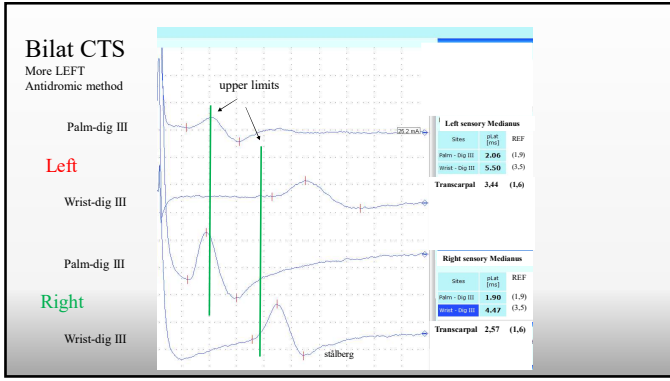 Bilat CTS
More LEFT
Antidromic method
upper limits
Palm-dig III
26.2 mA
Left
Wrist-dig III
Palm-dig III
Right
Wrist-dig III
stålberg
Left sensory Medianus
Sites pLat [ms] REF
Palm - Dig III 2.06 (1,9)
Wrist - Dig III 5.50 (3,5)
Transcarpal 3,44 (1,6)
Right sensory Medianus
Sites pLat [ms] REF
Palm - Dig III 1.90 (1,9)
Wrist - Dig III 4.47 (3,5)
Transcarpal 2,57 (1,6)